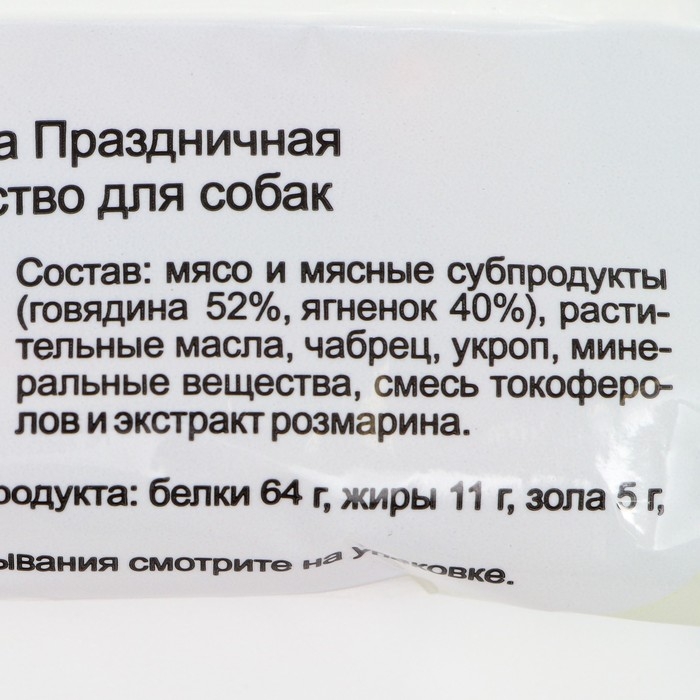 а Праздничная
ство для собак
Состав: мясо и мясные субпродукты
(говядина 52%, ягненок 40%), расти-
тельные масла, чабрец, укроп, мине-
ральные вещества, смесь токоферо-
лов и экстракт розмарина.
родукта: белки 64 г, жиры 11 г, зола 5 г,
ывания смотрите на упаковке.